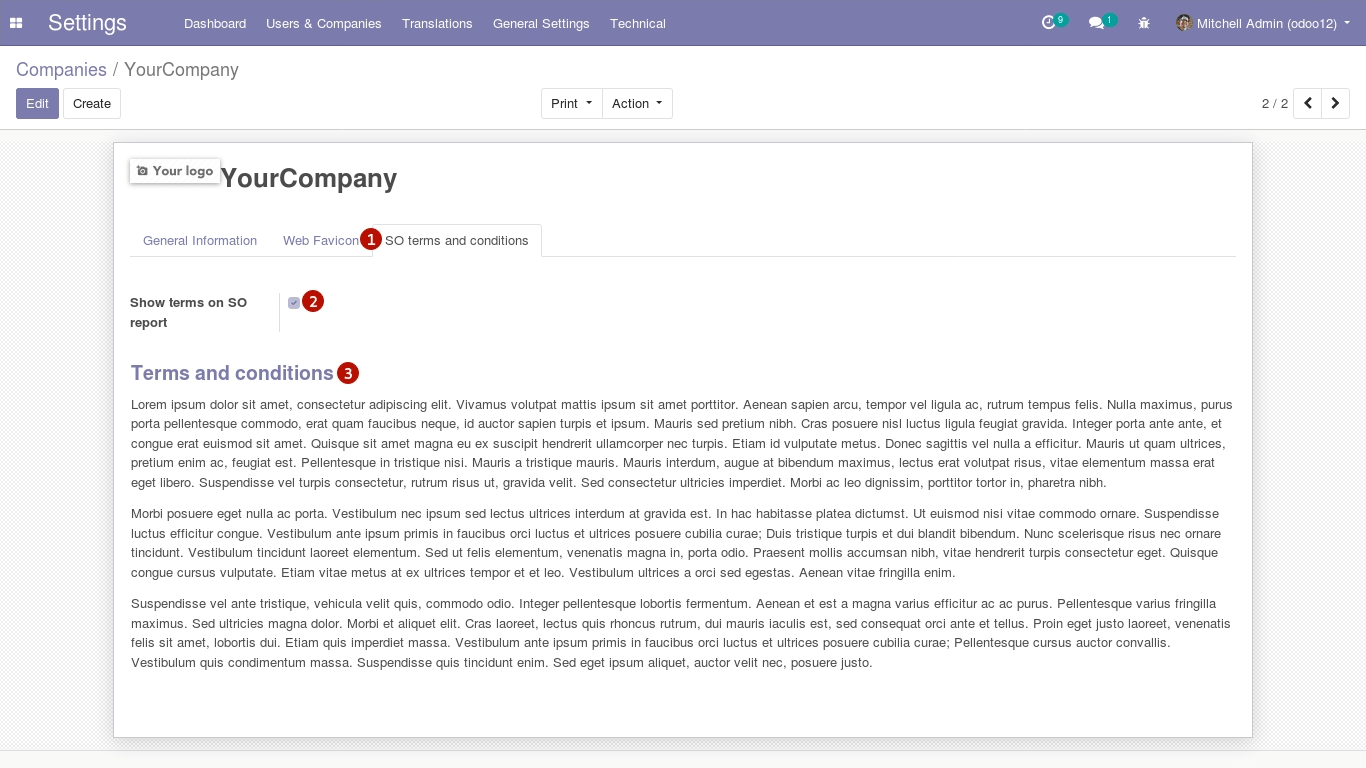 Settings Dashboard Users & Companies Translations General Settings Technical 9 1 Mitchell Admin (odoo12)
Companies / YourCompany
Edit Create Print Action 2 / 2
Your logo YourCompany
General Information Web Favicon 1 SO terms and conditions
Show terms on SO 2
report
Terms and conditions 3
Lorem ipsum dolor sit amet, consectetur adipiscing elit. Vivamus volutpat mattis ipsum sit amet porttitor. Aenean sapien arcu, tempor vel ligula ac, rutrum tempus felis. Nulla maximus, purus
porta pellentesque commodo, erat quam faucibus neque, id auctor sapien turpis et ipsum. Mauris sed pretium nibh. Cras posuere nisl luctus ligula feugiat gravida. Integer porta ante ante, et
congue erat euismod sit amet. Quisque sit amet magna eu ex suscipit hendrerit ullamcorper nec turpis. Etiam id vulputate metus. Donec sagittis vel nulla a efficitur. Mauris ut quam ultrices,
pretium enim ac, feugiat est. Pellentesque in tristique nisi. Mauris a tristique mauris. Mauris interdum, augue at bibendum maximus, lectus erat volutpat risus, vitae elementum massa erat
eget libero. Suspendisse vel turpis consectetur, rutrum risus ut, gravida velit. Sed consectetur ultricies imperdiet. Morbi ac leo dignissim, porttitor tortor in, pharetra nibh.
Morbi posuere eget nulla ac porta. Vestibulum nec ipsum sed lectus ultrices interdum at gravida est. In hac habitasse platea dictumst. Ut euismod nisi vitae commodo ornare. Suspendisse
luctus efficitur congue. Vestibulum ante ipsum primis in faucibus orci luctus et ultrices posuere cubilia curae; Duis tristique turpis et dui blandit bibendum. Nunc scelerisque risus nec ornare
tincidunt. Vestibulum tincidunt laoreet elementum. Sed ut felis elementum, venenatis magna in, porta odio. Praesent mollis accumsan nibh, vitae hendrerit turpis consectetur eget. Quisque
congue cursus vulputate. Etiam vitae metus at ex ultrices tempor et et leo. Vestibulum ultrices a orci sed egestas. Aenean vitae fringilla enim.
Suspendisse vel ante tristique, vehicula velit quis, commodo odio. Integer pellentesque lobortis fermentum. Aenean et est a magna varius efficitur ac ac purus. Pellentesque varius fringilla
maximus. Sed ultricies magna dolor. Morbi et aliquet elit. Cras laoreet, lectus quis rhoncus rutrum, dui mauris iaculis est, sed consequat orci ante et tellus. Proin eget justo laoreet, venenatis
felis sit amet, lobortis dui. Etiam quis imperdiet massa. Vestibulum ante ipsum primis in faucibus orci luctus et ultrices posuere cubilia curae; Pellentesque cursus auctor convallis.
Vestibulum quis condimentum massa. Suspendisse quis tincidunt enim. Sed eget ipsum aliquet, auctor velit nec, posuere justo.